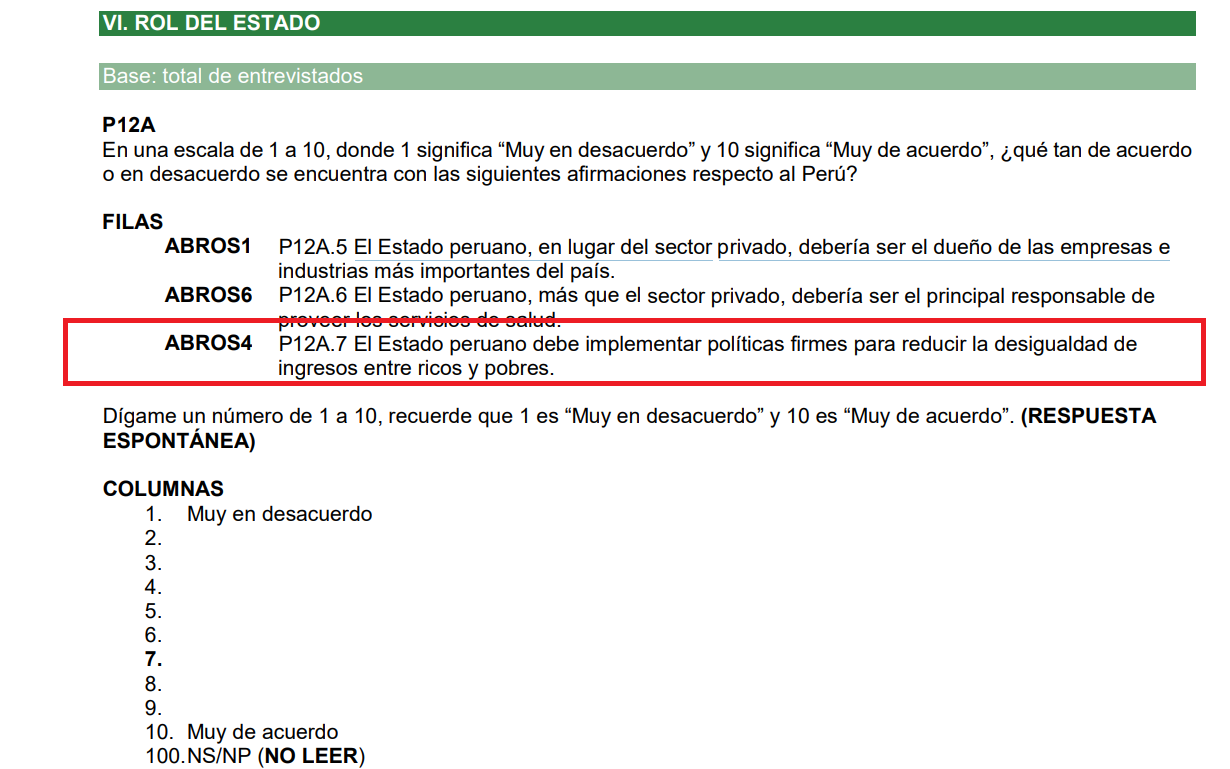 VI. ROL DEL ESTADO
Base: total de entrevistados
P12A
En una escala de 1 a 10, donde 1 significa “Muy en desacuerdo” y 10 significa “Muy de acuerdo”, ¿qué tan de acuerdo
o en desacuerdo se encuentra con las siguientes afirmaciones respecto al Perú?
FILAS
ABROS1 P12A.5 El Estado peruano, en lugar del sector privado, debería ser el dueño de las empresas e
industrias más importantes del país.
ABROS6 P12A.6 El Estado peruano, más que el sector privado, debería ser el principal responsable de
proveer los servicios de salud.
ABROS4 P12A.7 El Estado peruano debe implementar políticas firmes para reducir la desigualdad de
ingresos entre ricos y pobres.
Dígame un número de 1 a 10, recuerde que 1 es “Muy en desacuerdo” y 10 es “Muy de acuerdo”. (RESPUESTA
ESPONTÁNEA)
COLUMNAS
1. Muy en desacuerdo
2.
3.
4.
5.
6.
7.
8.
9.
10. Muy de acuerdo
100.NS/NP (NO LEER)